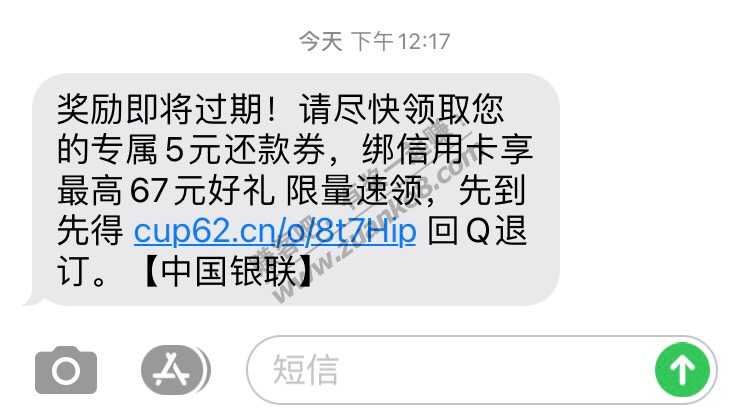 今天 下午12:17
奖励即将过期！请尽快领取您
的专属5元还款券，绑信用卡享
最高67元好礼 限量速领，先到
先得 cup62.cn/o/8t7Hip 回Q退
订。【中国银联】
www.zuanke8.com
短信